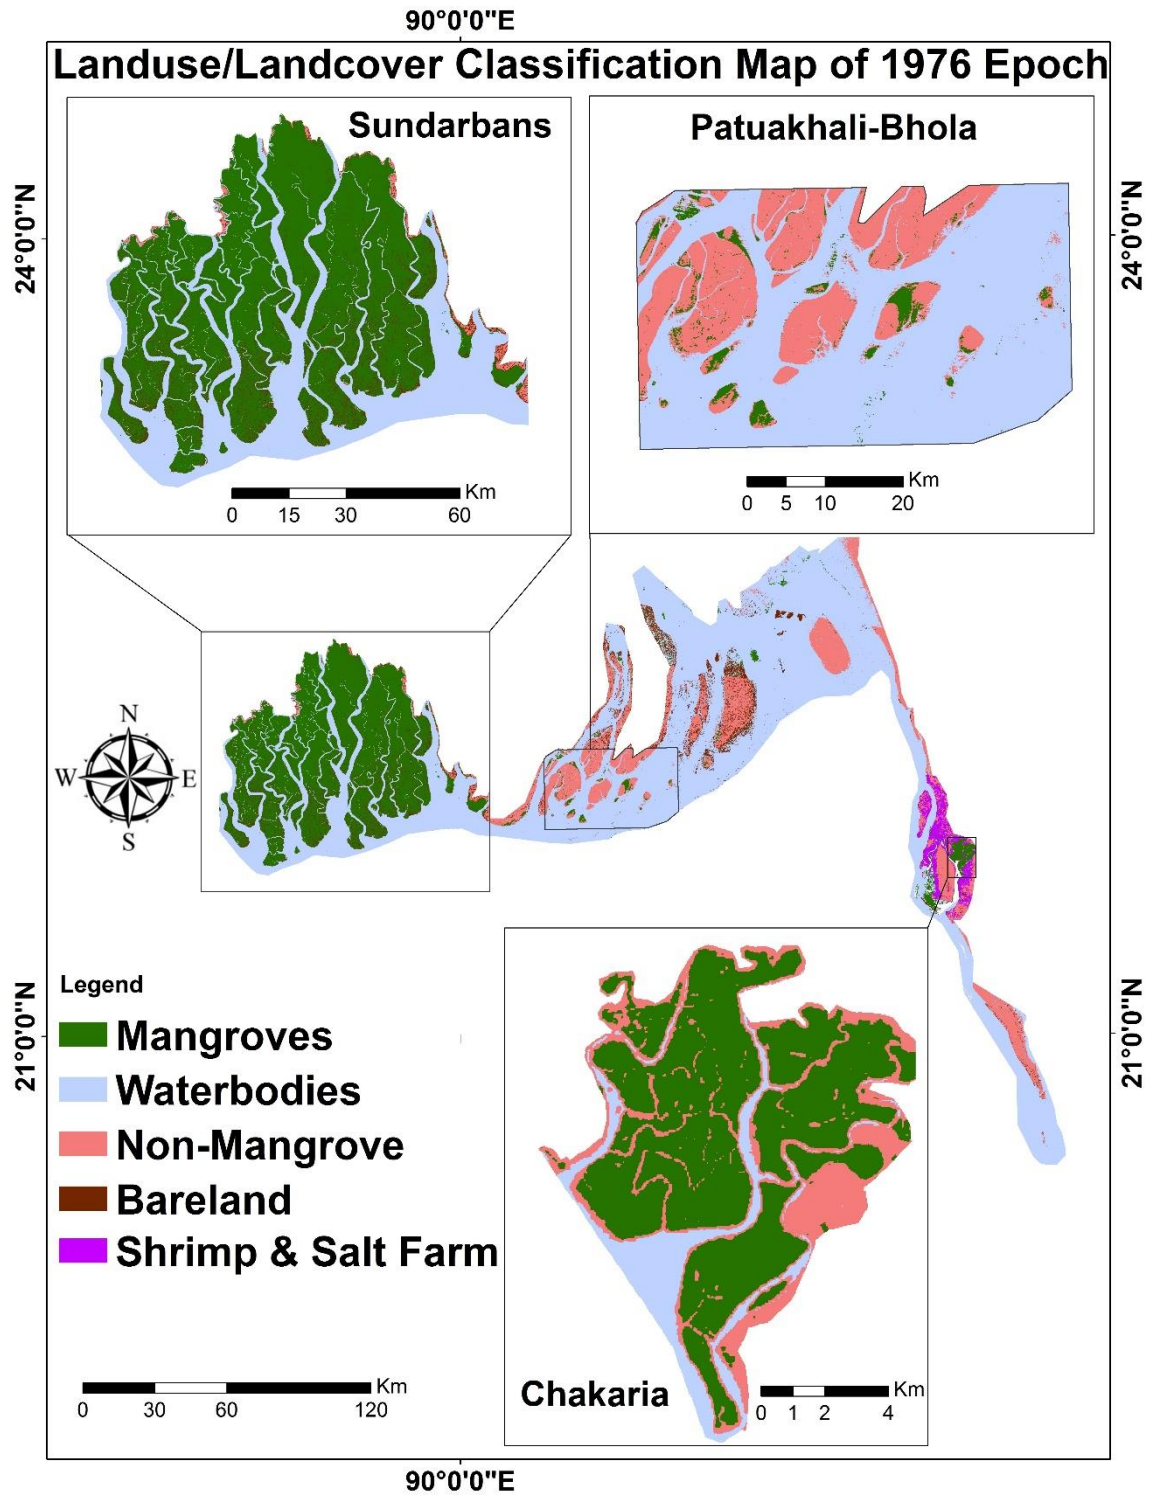 90°0'0"E
Landuse/Landcover Classification Map of 1976 Epoch
Sundarbans
Km
0 15 30 60
Patuakhali-Bhola
Km
0 5 10 20
24°0'0"N
24°0'0"N
N
W E
S
21°0'0"N
21°0'0"N
Legend
Mangroves
Waterbodies
Non-Mangrove
Bareland
Shrimp & Salt Farm
Km
0 30 60 120
Chakaria
Km
0 1 2 4
90°0'0"E